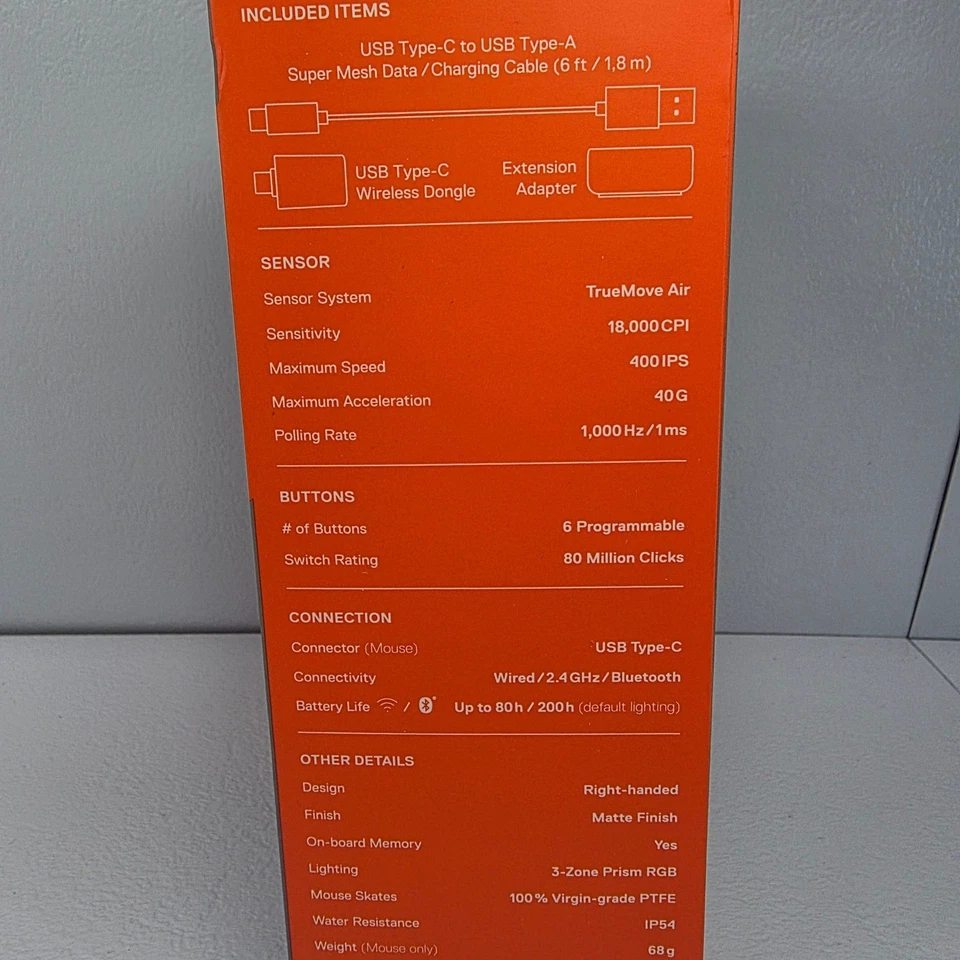 INCLUDED ITEMS
USB Type-C to USB Type-A
Super Mesh Data / Charging Cable (6 ft / 1,8 m)
USB Type-C
Wireless Dongle
Extension
Adapter
SENSOR
Sensor System TrueMove Air
Sensitivity 18,000 CPI
Maximum Speed 400 IPS
Maximum Acceleration 40 G
Polling Rate 1,000 Hz / 1 ms
BUTTONS
# of Buttons 6 Programmable
Switch Rating 80 Million Clicks
CONNECTION
Connector (Mouse) USB Type-C
Connectivity Wired / 2.4 GHz / Bluetooth
Battery Life / * Up to 80 h / 200 h (default lighting)
OTHER DETAILS
Design Right-handed
Finish Matte Finish
On-board Memory Yes
Lighting 3-Zone Prism RGB
Mouse Skates 100% Virgin-grade PTFE
Water Resistance IP54
Weight (Mouse only) 68 g